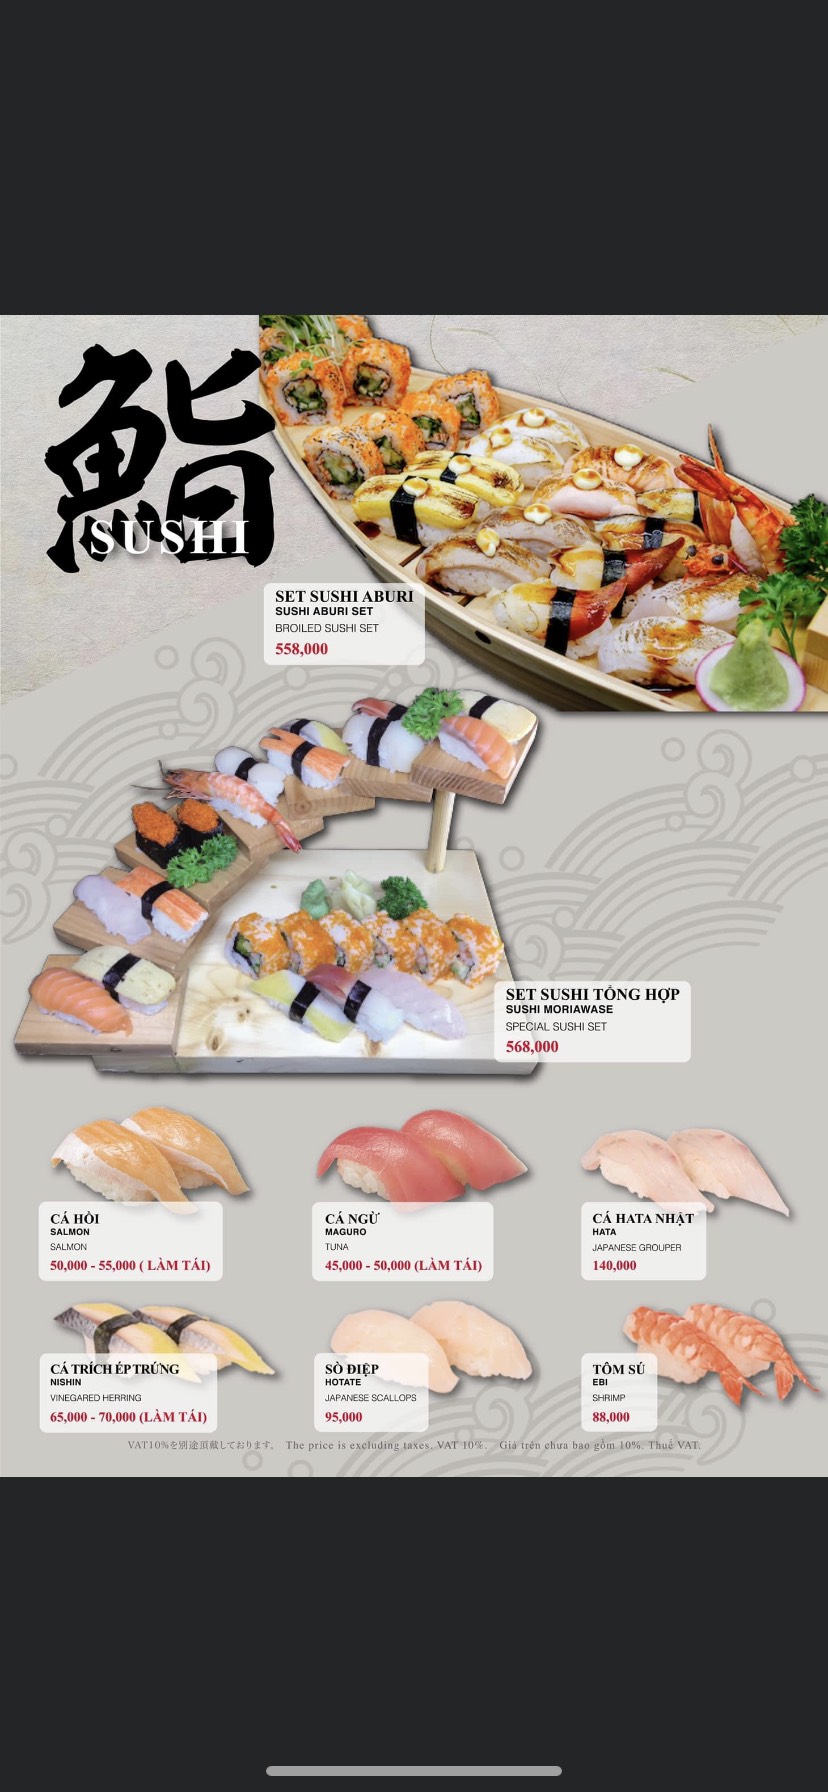 鮨
SUSHI
SET SUSHI ABURI
SUSHI ABURI SET
BROILED SUSHI SET
558,000
SET SUSHI TỔNG HỢP
SUSHI MORIAWASE
SPECIAL SUSHI SET
568,000
CÁ HỒI
SALMON
SALMON
50,000 - 55,000 ( LÀM TÁI)
CÁ NGỪ
MAGURO
TUNA
45,000 - 50,000 (LÀM TÁI)
CÁ HATA NHẬT
HATA
JAPANESE GROUPER
140,000
CÁ TRÍCH ÉP TRỨNG
NISHIN
VINEGARED HERRING
65,000 - 70,000 (LÀM TÁI)
SÒ ĐIỆP
HOTATE
JAPANESE SCALLOPS
95,000
TÔM SÚ
EBI
SHRIMP
88,000
VAT10%を別途頂戴しております。 The price is excluding taxes. VAT 10%. Giá trên chưa bao gồm 10%. Thuế VAT.